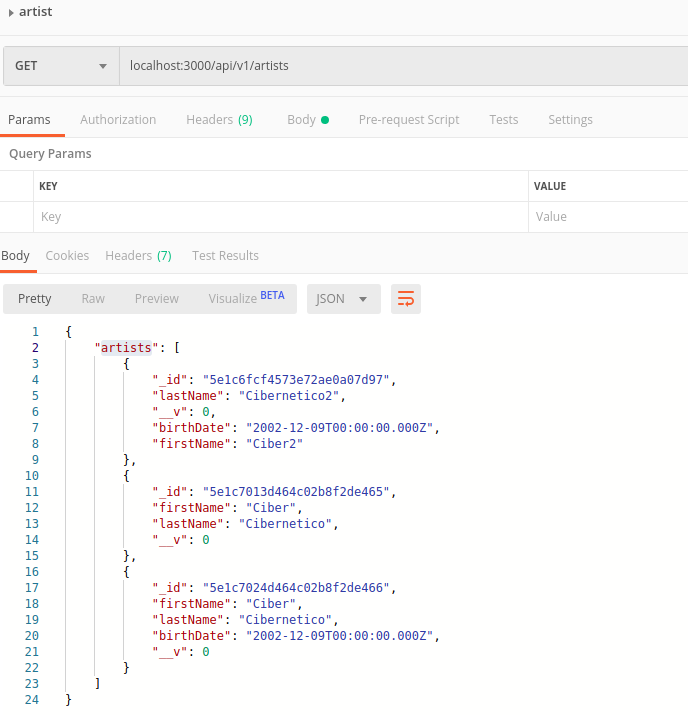 artist
GET localhost:3000/api/v1/artists
Params Authorization Headers (9) Body Pre-request Script Tests Settings
Query Params
KEY VALUE
Key Value
Body Cookies Headers (7) Test Results
Pretty Raw Preview Visualize BETA JSON
1 {
2 "artists": [
3 {
4 "_id": "5e1c6fcf4573e72ae0a07d97",
5 "lastName": "Cibernetico2",
6 "__v": 0,
7 "birthDate": "2002-12-09T00:00:00.000Z",
8 "firstName": "Ciber2"
9 },
10 {
11 "_id": "5e1c7013d464c02b8f2de465",
12 "firstName": "Ciber",
13 "lastName": "Cibernetico",
14 "__v": 0
15 },
16 {
17 "_id": "5e1c7024d464c02b8f2de466",
18 "firstName": "Ciber",
19 "lastName": "Cibernetico",
20 "birthDate": "2002-12-09T00:00:00.000Z",
21 "__v": 0
22 }
23 ]
24 }